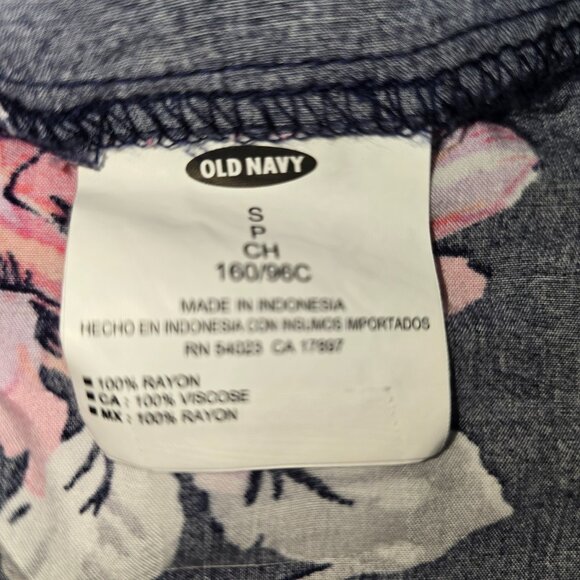 OLD NAVY
S
P
CH
160/96C
MADE IN INDONESIA
HECHO EN INDONESIA CON INSUMOS IMPORTADOS
RN 54023 CA 17897
100% RAYON
CA: 100% VISCOSE
MX: 100% RAYON